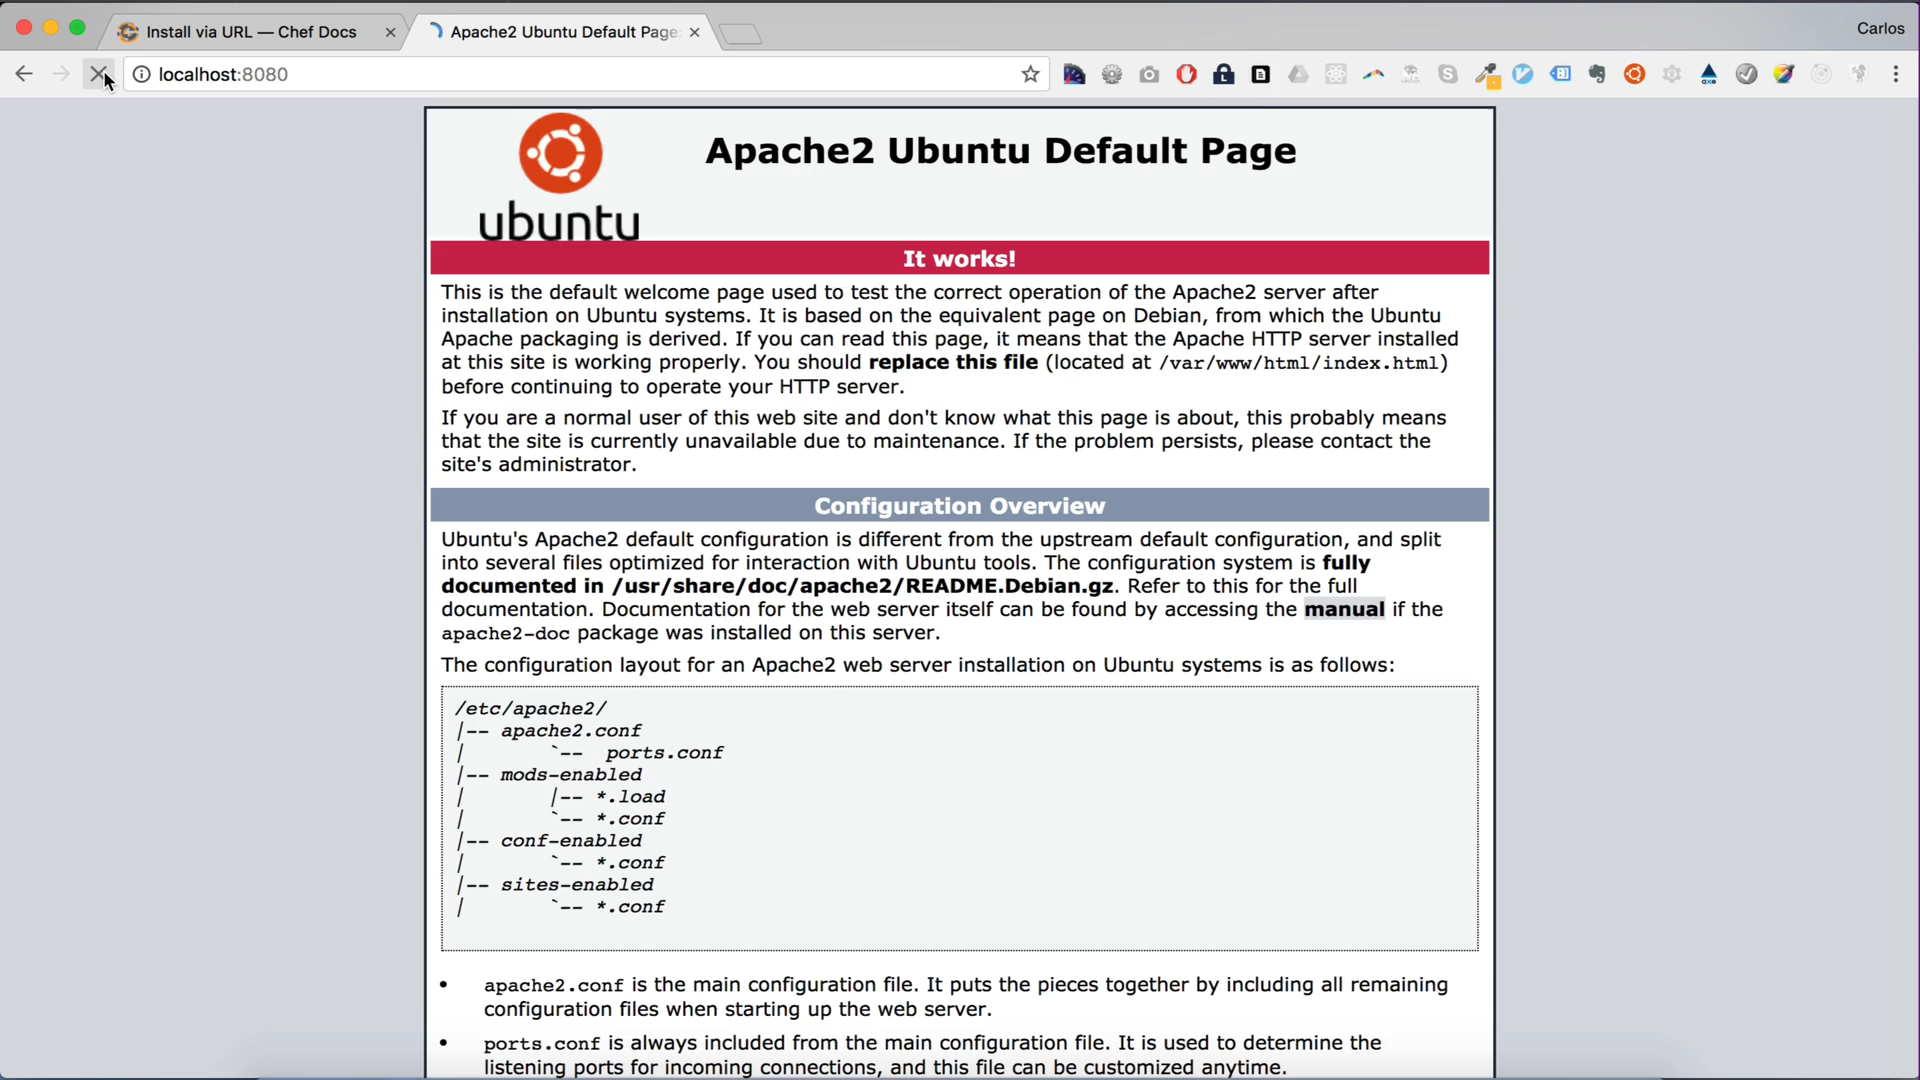 Install via URL — Chef Docs
Apache2 Ubuntu Default Page
Carlos
localhost:8080
ubuntu
Apache2 Ubuntu Default Page
It works!
This is the default welcome page used to test the correct operation of the Apache2 server after
installation on Ubuntu systems. It is based on the equivalent page on Debian, from which the Ubuntu
Apache packaging is derived. If you can read this page, it means that the Apache HTTP server installed
at this site is working properly. You should replace this file (located at /var/www/html/index.html)
before continuing to operate your HTTP server.
If you are a normal user of this web site and don't know what this page is about, this probably means
that the site is currently unavailable due to maintenance. If the problem persists, please contact the
site's administrator.
Configuration Overview
Ubuntu's Apache2 default configuration is different from the upstream default configuration, and split
into several files optimized for interaction with Ubuntu tools. The configuration system is fully
documented in /usr/share/doc/apache2/README.Debian.gz. Refer to this for the full
documentation. Documentation for the web server itself can be found by accessing the manual if the
apache2-doc package was installed on this server.
The configuration layout for an Apache2 web server installation on Ubuntu systems is as follows:
/etc/apache2/
|-- apache2.conf
|       `--  ports.conf
|-- mods-enabled
|       |-- *.load
|       `-- *.conf
|-- conf-enabled
|       `-- *.conf
|-- sites-enabled
|       `-- *.conf
• apache2.conf is the main configuration file. It puts the pieces together by including all remaining
configuration files when starting up the web server.
• ports.conf is always included from the main configuration file. It is used to determine the
listening ports for incoming connections, and this file can be customized anytime.